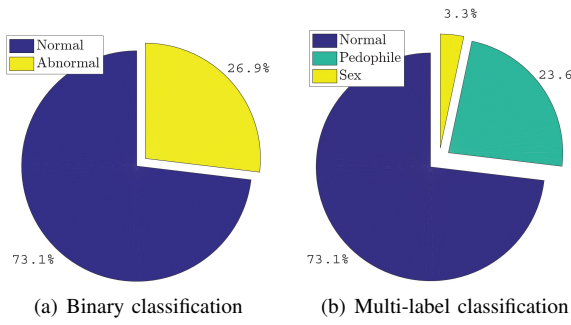 Normal
Abnormal
26.9%
73.1%
(a) Binary classification
3.3%
Normal
Pedophile
Sex
23.6
73.1%
(b) Multi-label classification